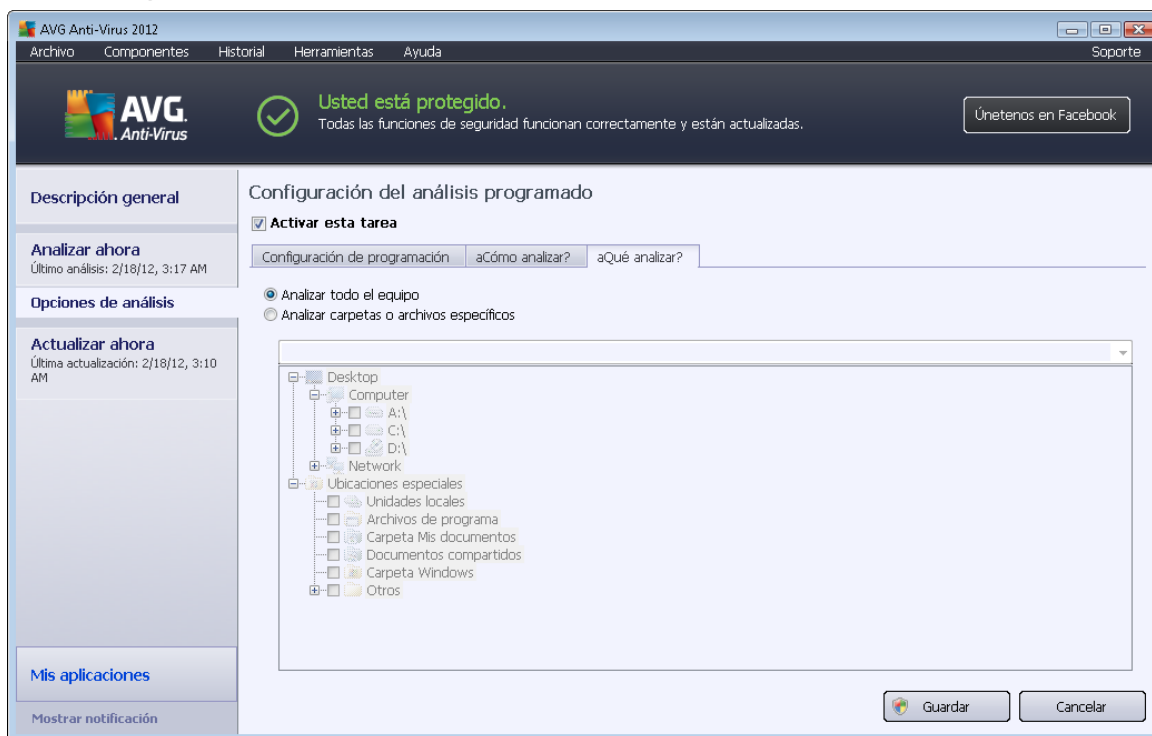 AVG Anti-Virus 2012
Archivo Componentes Historial Herramientas Ayuda Soporte
AVG.
Anti-Virus
Usted está protegido.
Todas las funciones de seguridad funcionan correctamente y están actualizadas.
Únetenos en Facebook
Descripción general
Analizar ahora
Último análisis: 2/18/12, 3:17 AM
Opciones de análisis
Actualizar ahora
Última actualización: 2/18/12, 3:10
AM
Mis aplicaciones
Mostrar notificación
Configuración del análisis programado
Activar esta tarea
Configuración de programación aCómo analizar? aQué analizar?
Analizar todo el equipo
Analizar carpetas o archivos específicos
Desktop
Computer
A:\
C:\
D:\
Network
Ubicaciones especiales
Unidades locales
Archivos de programa
Carpeta Mis documentos
Documentos compartidos
Carpeta Windows
Otros
Guardar Cancelar